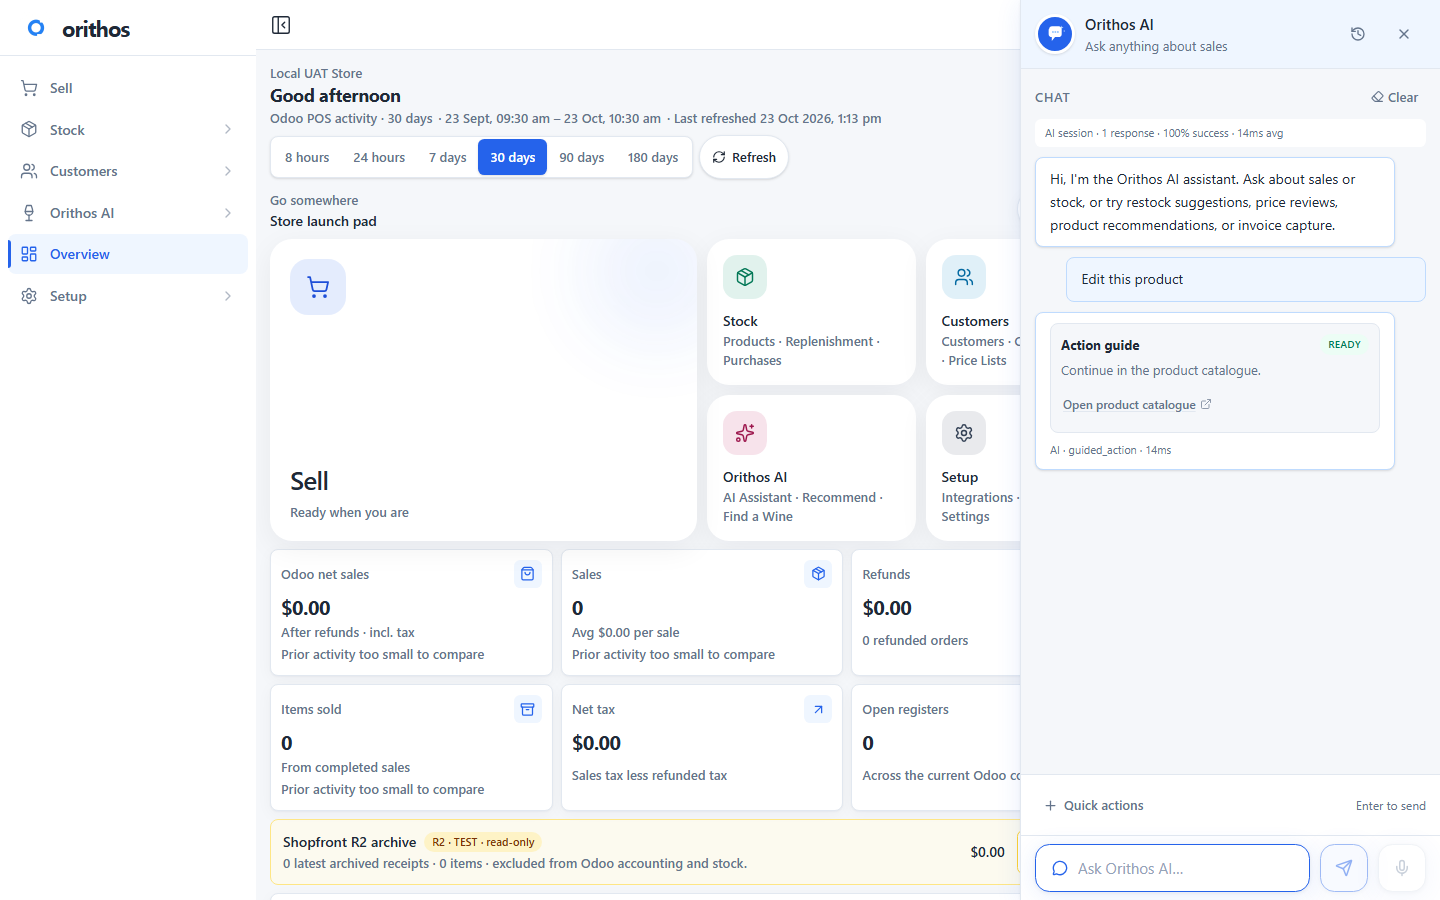 orithos
Sell
Stock
Customers
Orithos AI
Overview
Setup
Local UAT Store
Good afternoon
Odoo POS activity · 30 days · 23 Sept, 09:30 am – 23 Oct, 10:30 am · Last refreshed 23 Oct 2026, 1:13 pm
8 hours
24 hours
7 days
30 days
90 days
180 days
Refresh
Go somewhere
Store launch pad
Sell
Ready when you are
Stock
Products · Replenishment ·
Purchases
Customers
Customers ·
· Price Lists
Orithos AI
AI Assistant · Recommend ·
Find a Wine
Setup
Integrations ·
Settings
Odoo net sales
$0.00
After refunds · incl. tax
Prior activity too small to compare
Sales
0
Avg $0.00 per sale
Prior activity too small to compare
Refunds
$0.00
0 refunded orders
Items sold
0
From completed sales
Prior activity too small to compare
Net tax
$0.00
Sales tax less refunded tax
Open registers
0
Across the current Odoo
Shopfront R2 archive
R2 · TEST · read-only
0 latest archived receipts · 0 items · excluded from Odoo accounting and stock.
$0.00
Orithos AI
Ask anything about sales
CHAT
Clear
AI session · 1 response · 100% success · 14ms avg
Hi, I'm the Orithos AI assistant. Ask about sales or
stock, or try restock suggestions, price reviews,
product recommendations, or invoice capture.
Edit this product
Action guide
READY
Continue in the product catalogue.
Open product catalogue
AI · guided_action · 14ms
Quick actions
Enter to send
Ask Orithos AI...